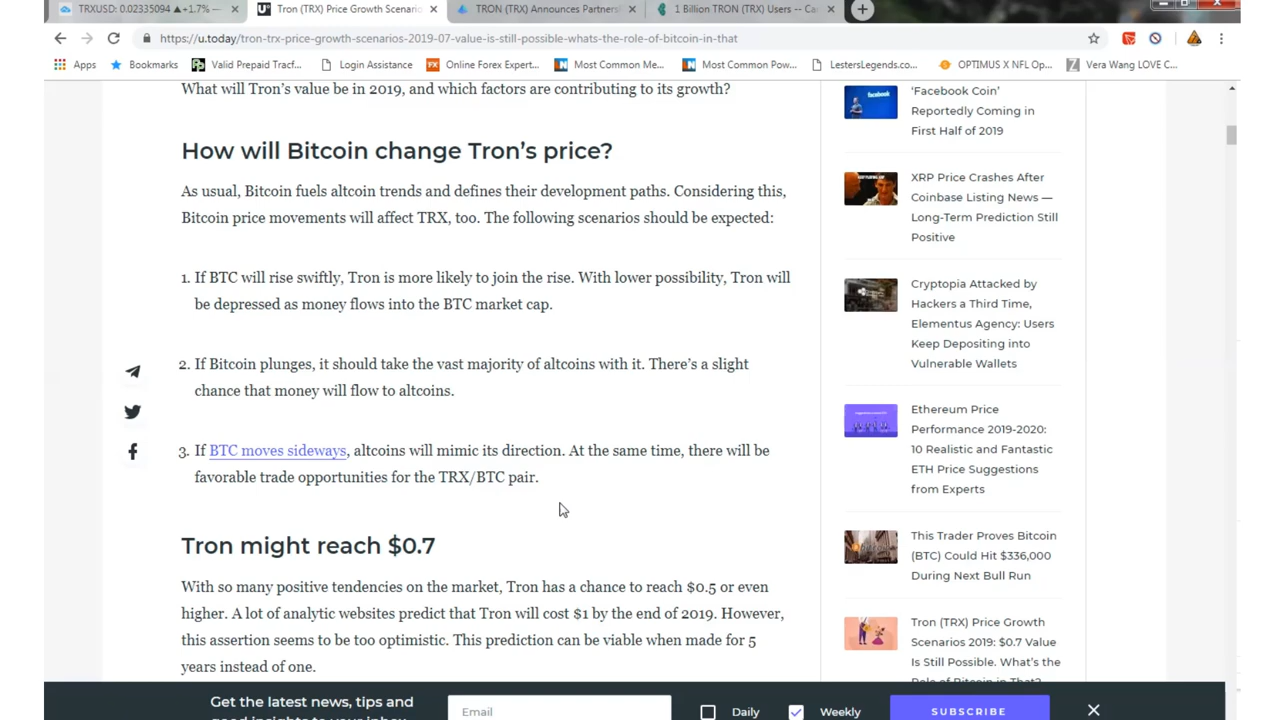 TRXUSD: 0.02335094 ▲+1.7%
Tron (TRX) Price Growth Scenario
TRON (TRX) Announces Partners
1 Billion TRON (TRX) Users -- Ca
https://u.today/tron-trx-price-growth-scenarios-2019-07-value-is-still-possible-whats-the-role-of-bitcoin-in-that
Apps
Bookmarks
Valid Prepaid Tracf...
Login Assistance
Online Forex Expert...
Most Common Me...
Most Common Pow...
LestersLegends.co...
OPTIMUS X NFL Op...
Vera Wang LOVE C...
What will Tron's value be in 2019, and which factors are contributing to its growth?
How will Bitcoin change Tron's price?
As usual, Bitcoin fuels altcoin trends and defines their development paths. Considering this,
Bitcoin price movements will affect TRX, too. The following scenarios should be expected:
1. If BTC will rise swiftly, Tron is more likely to join the rise. With lower possibility, Tron will
be depressed as money flows into the BTC market cap.
2. If Bitcoin plunges, it should take the vast majority of altcoins with it. There's a slight
chance that money will flow to altcoins.
3. If BTC moves sideways, altcoins will mimic its direction. At the same time, there will be
favorable trade opportunities for the TRX/BTC pair.
Tron might reach $0.7
With so many positive tendencies on the market, Tron has a chance to reach $0.5 or even
higher. A lot of analytic websites predict that Tron will cost $1 by the end of 2019. However,
this assertion seems to be too optimistic. This prediction can be viable when made for 5
years instead of one.
'Facebook Coin'
Reportedly Coming in
First Half of 2019
XRP Price Crashes After
Coinbase Listing News —
Long-Term Prediction Still
Positive
Cryptopia Attacked by
Hackers a Third Time,
Elementus Agency: Users
Keep Depositing into
Vulnerable Wallets
Ethereum Price
Performance 2019-2020:
10 Realistic and Fantastic
ETH Price Suggestions
from Experts
This Trader Proves Bitcoin
(BTC) Could Hit $336,000
During Next Bull Run
Tron (TRX) Price Growth
Scenarios 2019: $0.7 Value
Is Still Possible. What's the
Role of Bitcoin in That?
Get the latest news, tips and
good insights to your inbox
Email
Daily
Weekly
SUBSCRIBE